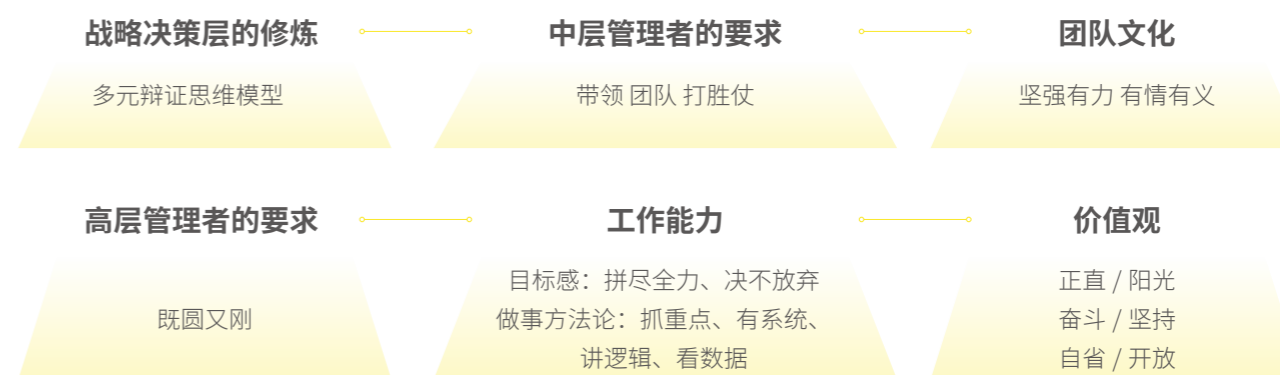 战略决策层的修炼
中层管理者的要求
团队文化
多元辩证思维模型
带领 团队 打胜仗
坚强有力 有情有义
高层管理者的要求
工作能力
价值观
既圆又刚
目标感：拼尽全力、决不放弃
做事方法论：抓重点、有系统、
讲逻辑、看数据
正直 / 阳光
奋斗 / 坚持
自省 / 开放